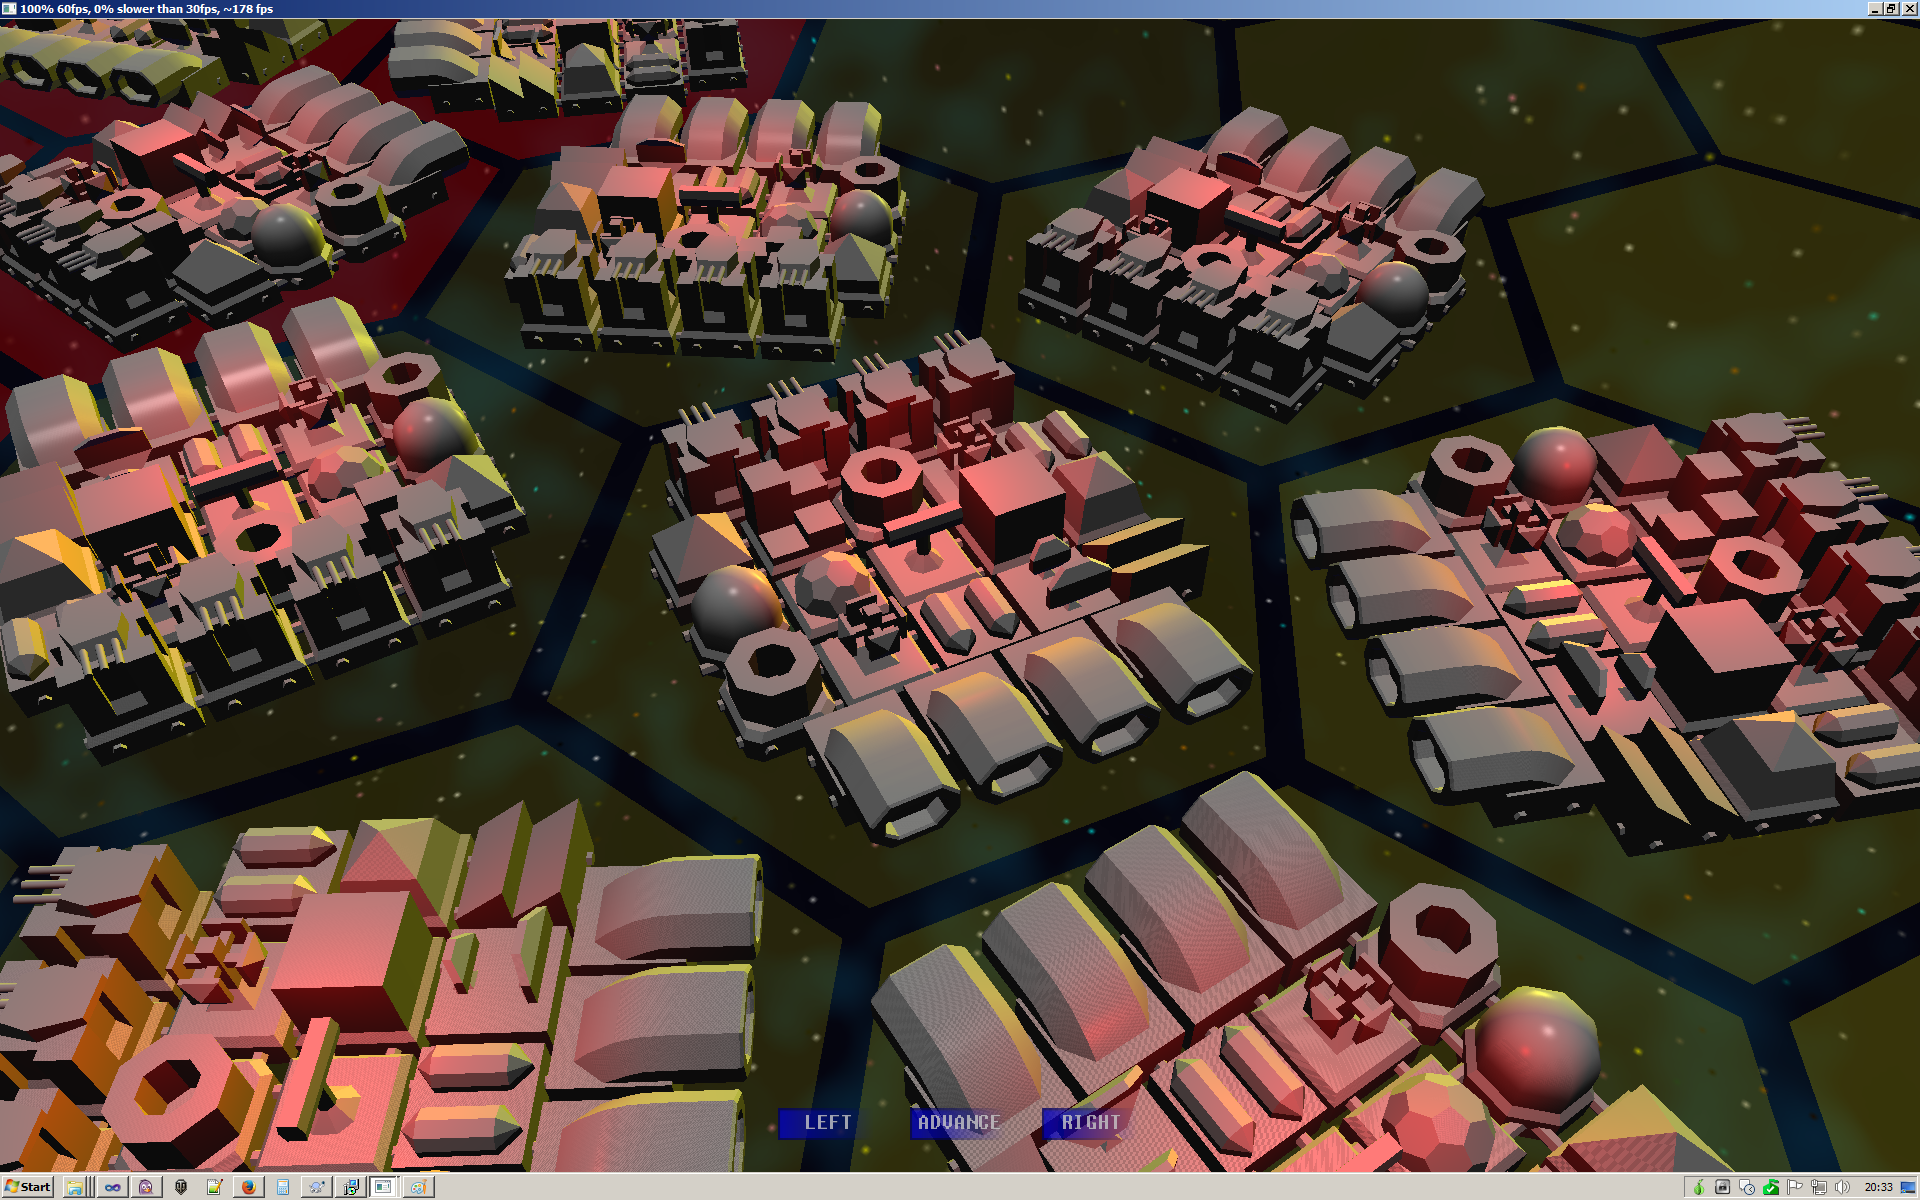 100% 60fps, 0% slower than 30fps, ~178 fps
LEFT
ADVANCE
RIGHT
Start
20:33